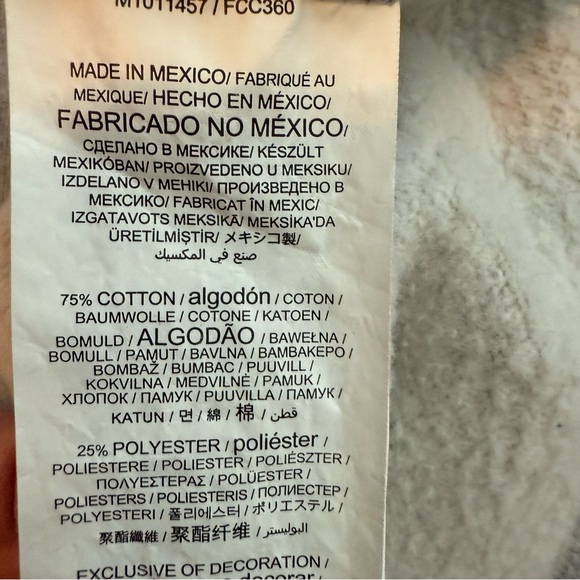 M1011457 / FCC360
MADE IN MEXICO/ FABRIQUÉ AU
MEXIQUE/ HECHO EN MÉXICO/
FABRICADO NO MÉXICO/
СДЕЛАНО В МЕКСИКЕ/ KÉSZÜLT
MEXIKÓBAN/ PROIZVEDENO U MEKSIKU/
IZDELANO V MEHIKI/ ПРОИЗВЕДЕНО В
МЕКСИКО/ FABRICAT ÎN MEXIC/
IZGATAVOTS MEKSIKĀ/ MEKSİKA'DA
ÜRETİLMİŞTİR/ メキシコ製/
صنع في المكسيك
75% COTTON / algodón / COTON /
BAUMWOLLE / COTONE / KATOEN /
BOMULD / ALGODÃO / BAWEŁNA /
BOMULL / PAMUT / BAVLNA / ΒΑΜΒΑΚΕΡΟ /
BOMBAŽ / BUMBAC / PUUVILL /
KOKVILNA / MEDVILNĖ / PAMUK /
ХЛОПОК / ПАМУК / PUUVILLA / ПАМУК /
KATUN / 면 / 綿 / 棉 / قطن /
25% POLYESTER / poliéster /
POLIESTERE / POLIESTER / POLIÉSZTER /
ΠΟΛΥΕΣΤΕΡΑΣ / POLÜESTER /
POLIESTERS / POLIESTERIS / ПОЛИЕСТЕР /
POLYESTERI / 폴리에스터 / ポリエステル /
聚酯纖維 / 聚酯纤维 / البوليستر /
EXCLUSIVE OF DECORATION /
decorar /